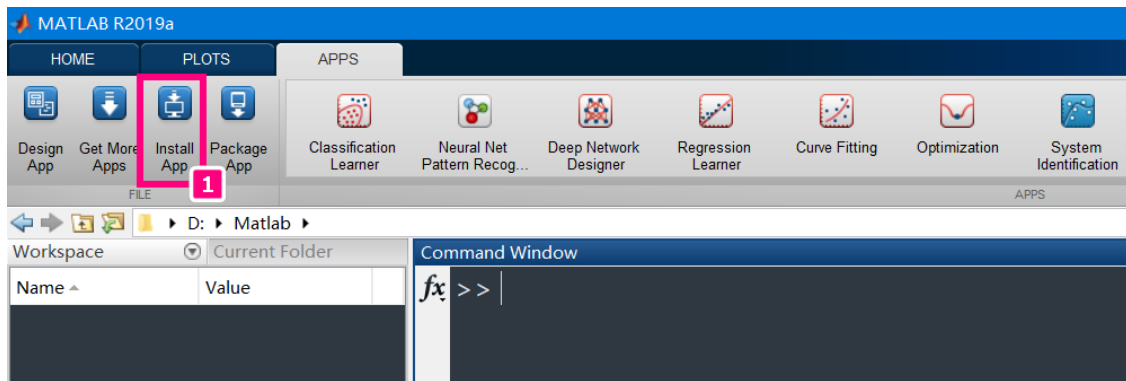 MATLAB R2019a
HOME PLOTS APPS
Design App
Get More Apps
Install App
Package App
Classification Learner
Neural Net Pattern Recog...
Deep Network Designer
Regression Learner
Curve Fitting
Optimization
System Identification
1
FILE APPS
D: Matlab
Workspace Current Folder Command Window
Name Value fx >>